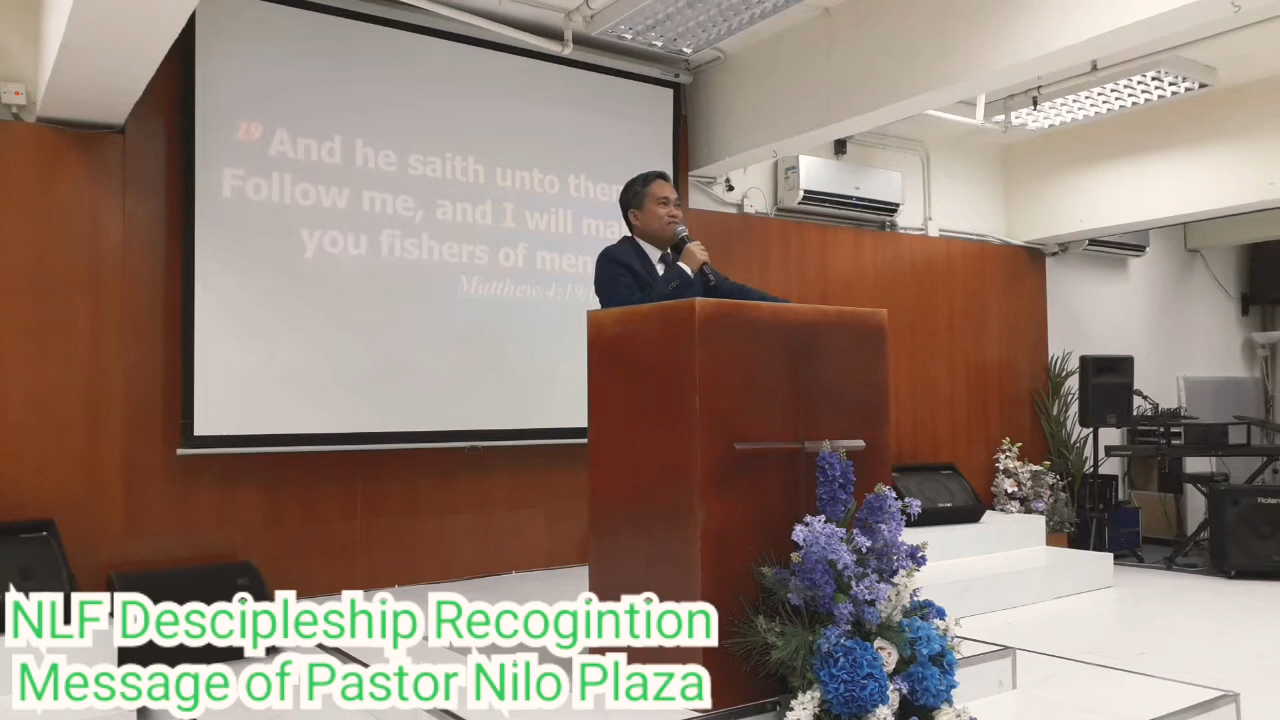 19 And he saith unto them
Follow me, and I will ma
you fishers of men
Matthew 4:19
Roland
NLF Descipleship Recogintion
Message of Pastor Nilo Plaza